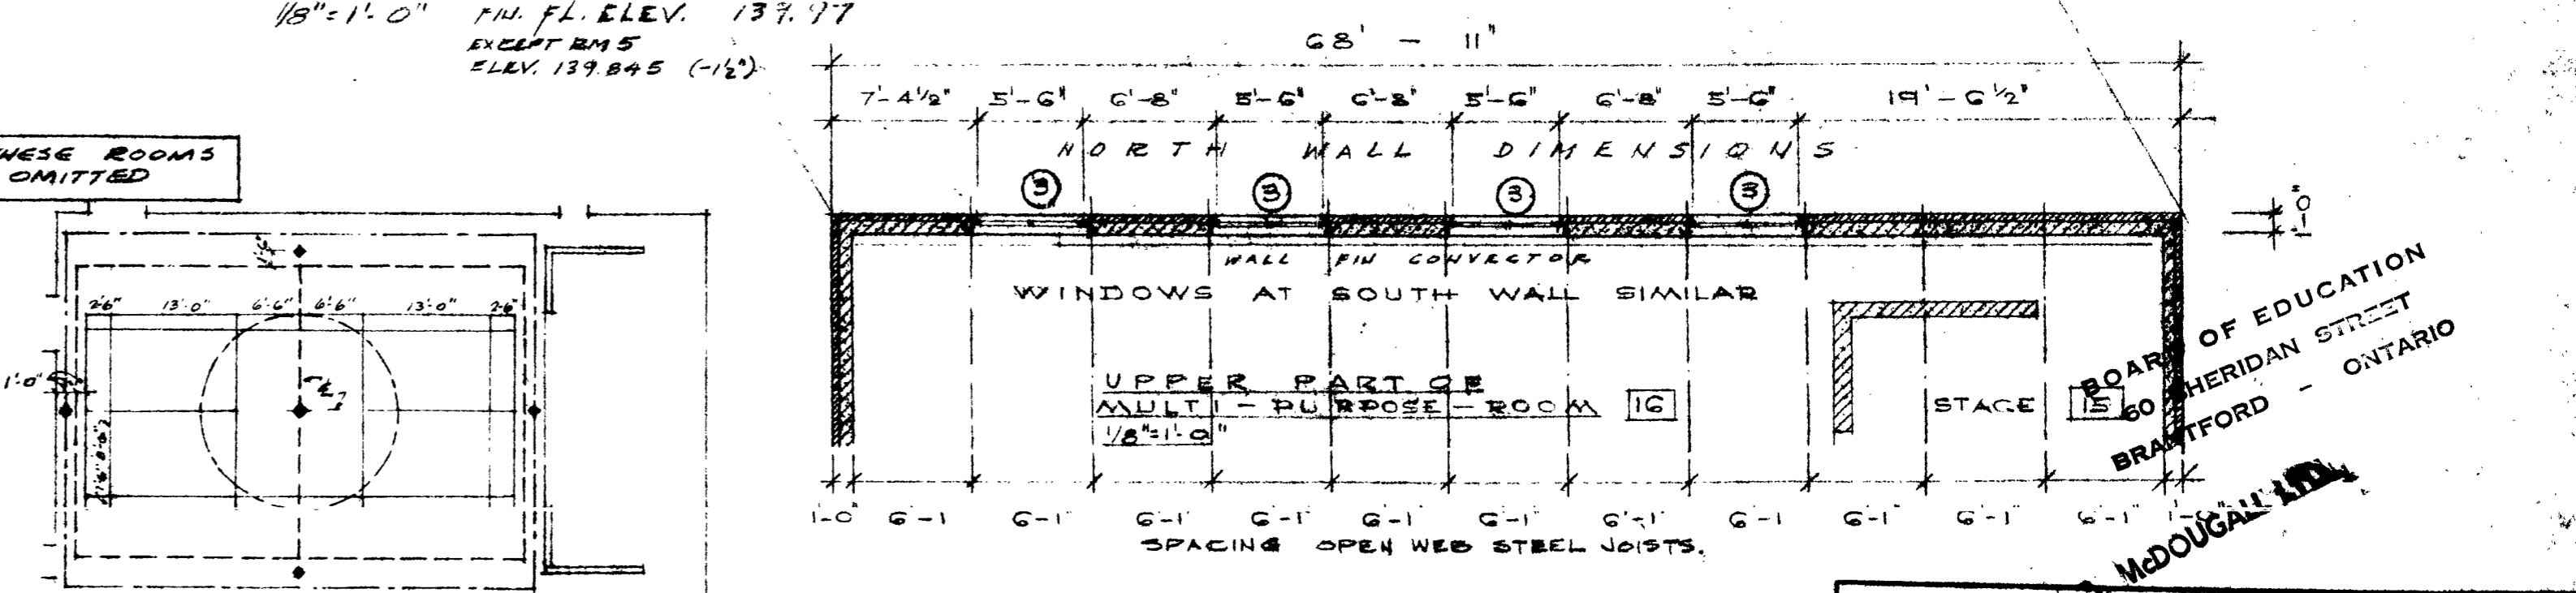 1/8"=1'-0" FIN. FL. ELEV. 139.97
EXCEPT RM 5
ELEV. 139.845 (-1½")
68' - 11"
7'-4½" 5'-6" 6'-8" 5'-6" 6'-8" 5'-6" 6'-8" 5'-6" 19'-6½"
NORTH WALL DIMENSIONS
3 3 3 3
1'-0"
WALL FIN CONVECTOR
WINDOWS AT SOUTH WALL SIMILAR
UPPER PART OF
MULTI-PURPOSE-ROOM 16
1/8"=1'-0"
STAGE 15
1-0" 6-1 6-1" 6-1" 6-1" 6-1" 6-1" 6'-1" 6-1 6-1" 6-1" 6-1" 1-0"
SPACING OPEN WEB STEEL JOISTS.
ROOMS
OMITTED
1'-6"
2'6" 13'-0" 6'-6" 6'-6" 13'-0" 2-6"
1'-0"
BOARD OF EDUCATION
60 SHERIDAN STREET
BRANTFORD - ONTARIO
McDOUGALL LTD.